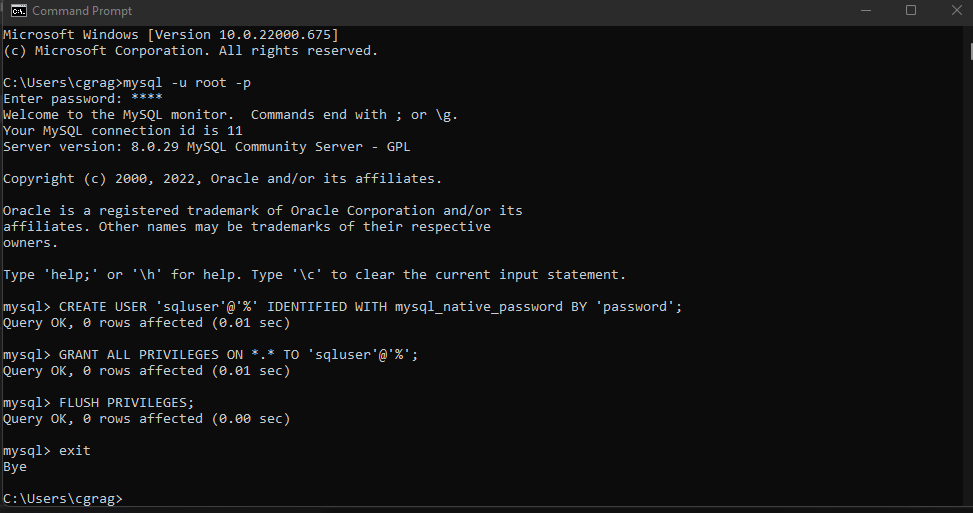 Command Prompt
Microsoft Windows [Version 10.0.22000.675]
(c) Microsoft Corporation. All rights reserved.
C:\Users\cgrag>mysql -u root -p
Enter password: ****
Welcome to the MySQL monitor.  Commands end with ; or \g.
Your MySQL connection id is 11
Server version: 8.0.29 MySQL Community Server - GPL
Copyright (c) 2000, 2022, Oracle and/or its affiliates.
Oracle is a registered trademark of Oracle Corporation and/or its
affiliates. Other names may be trademarks of their respective
owners.
Type 'help;' or '\h' for help. Type '\c' to clear the current input statement.
mysql> CREATE USER 'sqluser'@'%' IDENTIFIED WITH mysql_native_password BY 'password';
Query OK, 0 rows affected (0.01 sec)
mysql> GRANT ALL PRIVILEGES ON *.* TO 'sqluser'@'%';
Query OK, 0 rows affected (0.01 sec)
mysql> FLUSH PRIVILEGES;
Query OK, 0 rows affected (0.00 sec)
mysql> exit
Bye
C:\Users\cgrag>